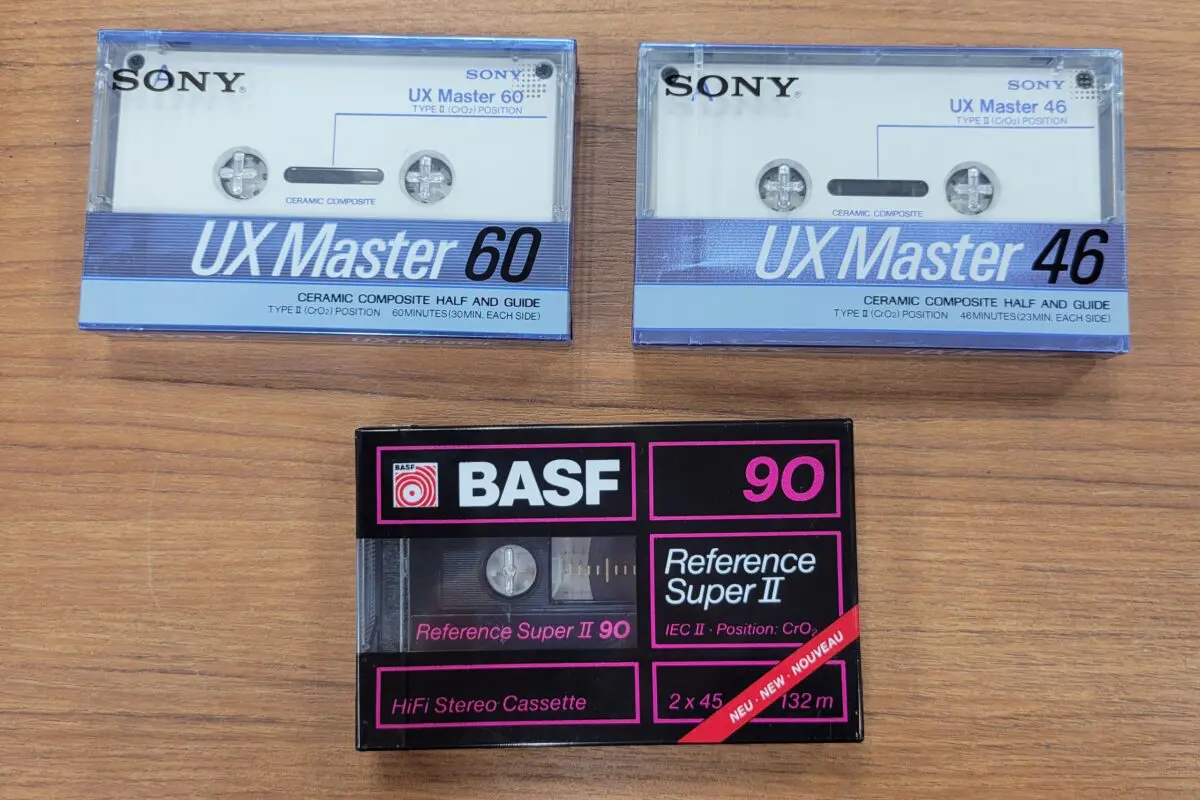 SONY®
A
SONY
UX Master 60
TYPE II (CrO₂) POSITION
CERAMIC COMPOSITE
UX Master 60
CERAMIC COMPOSITE HALF AND GUIDE
TYPE II (CrO₂) POSITION 60MINUTES (30MIN. EACH SIDE)
UX Master
SONY®
A
SONY
UX Master 46
TYPE II (CrO₂) POSITION
CERAMIC COMPOSITE
UX Master 46
CERAMIC COMPOSITE HALF AND GUIDE
TYPE II (CrO₂) POSITION 46MINUTES (23MIN. EACH SIDE)
BASF
BASF
90
Reference
Super II
IEC II · Position: CrO₂
Reference Super II 90
HiFi Stereo Cassette
2 x 45 132 m
NEU · NEW · NOUVEAU